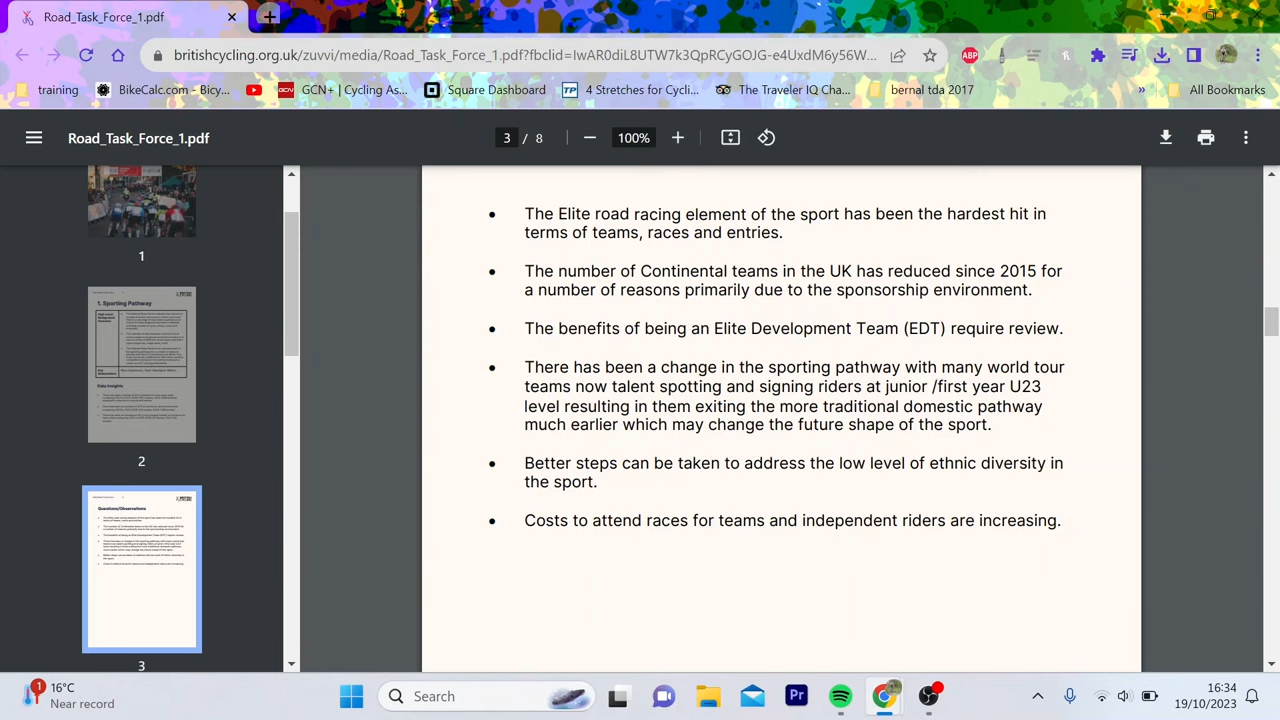 Road_Task_Force_1.pdf
britishcycling.org.uk/zuvvi/media/Road_Task_Force_1.pdf?fbclid=IwAR0diL8UTW7k3QpRCyGOJG-e4UxdM6y56W...
ABP
training
BikeCalc.com - Bicy...
GCN+ | Cycling As...
Square Dashboard
TP
4 Stretches for Cycli...
The Traveler IQ Cha...
bernal tda 2017
»
All Bookmarks
Road_Task_Force_1.pdf
3 / 8
100%
1
1. Sporting Pathway
Data Insights
2
Questions/Observations
3
• The Elite road racing element of the sport has been the hardest hit in
terms of teams, races and entries.
• The number of Continental teams in the UK has reduced since 2015 for
a number of reasons primarily due to the sponsorship environment.
• The benefits of being an Elite Development Team (EDT) require review.
• There has been a change in the sporting pathway with many world tour
teams now talent spotting and signing riders at junior /first year U23
level resulting in them exiting the more traditional domestic pathway
much earlier which may change the future shape of the sport.
• Better steps can be taken to address the low level of ethnic diversity in
the sport.
• Costs to attend races for teams and independent riders are increasing.
1
16°C
Near record
Search
Pr
16:34
19/10/2023